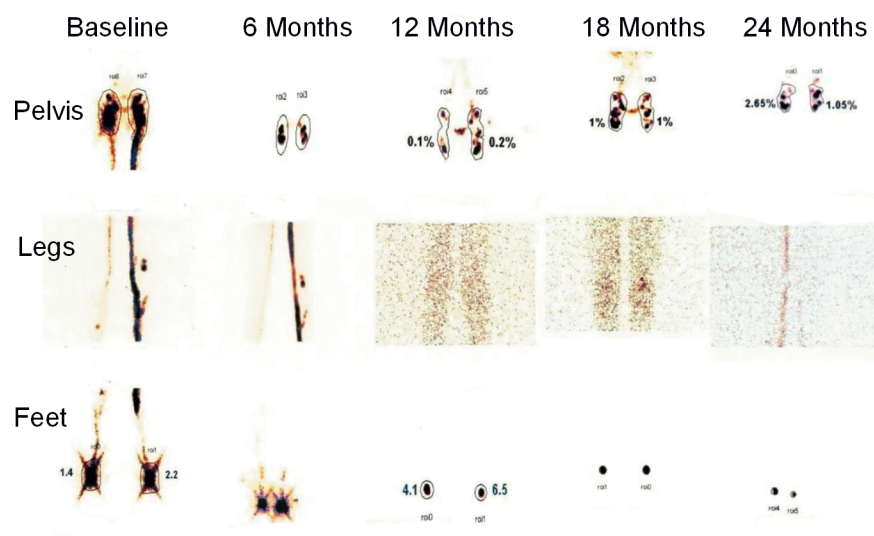 Baseline 6 Months 12 Months 18 Months 24 Months
Pelvis
roi6 roi7
roi2 roi3
roi4 roi5
0.1% 0.2%
roi2 roi3
1% 1%
roi0 roi1
2.65% 1.05%
Legs
Feet
roi1
1.4 2.2
4.1 6.5
roi0 roi1
roi1 roi0
roi4 roi5